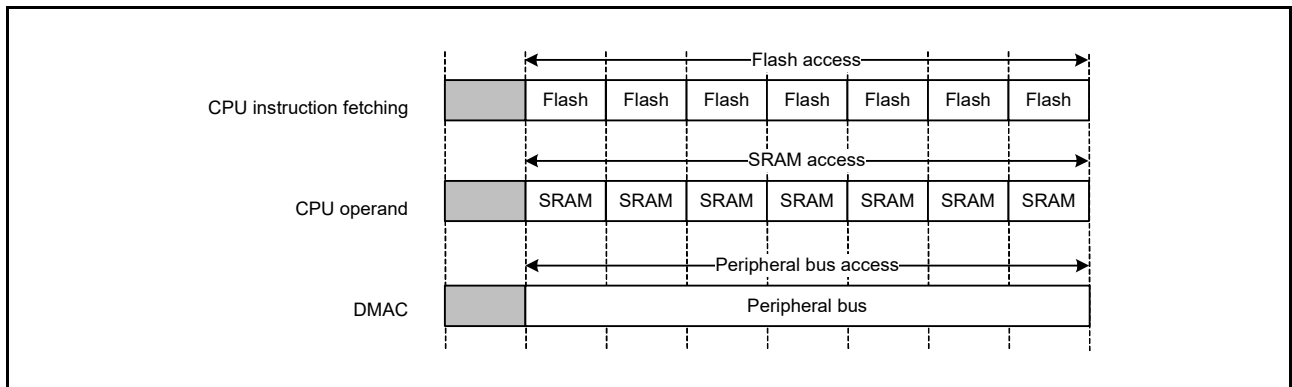 Flash access
CPU instruction fetching Flash Flash Flash Flash Flash Flash Flash
SRAM access
CPU operand SRAM SRAM SRAM SRAM SRAM SRAM SRAM
Peripheral bus access
DMAC Peripheral bus